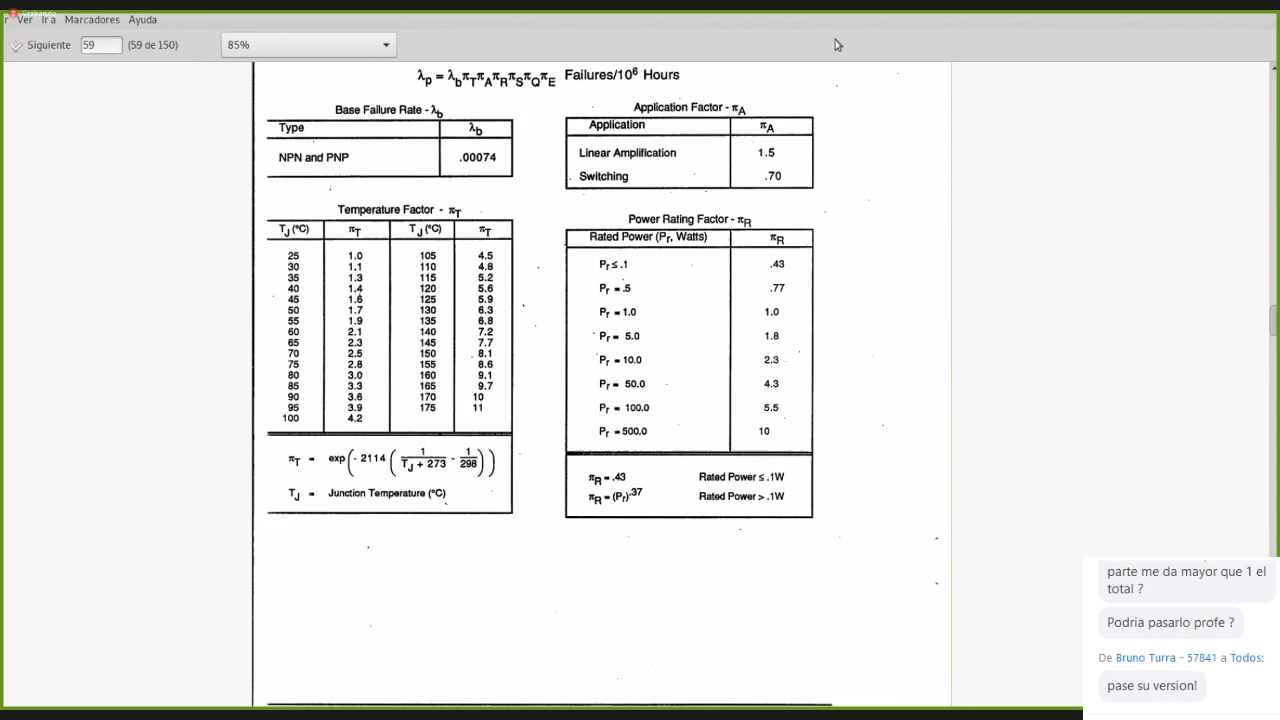 Grabando
r Ver Ir a Marcadores Ayuda
Siguiente 59 (59 de 150) 85%
λp = λbπTπAπRπSπQπE Failures/10⁶ Hours
Base Failure Rate - λb
Type λb
NPN and PNP .00074
Application Factor - πA
Application πA
Linear Amplification 1.5
Switching .70
Temperature Factor - πT
TJ (°C) πT TJ (°C) πT
25 1.0 105 4.5
30 1.1 110 4.8
35 1.3 115 5.2
40 1.4 120 5.6
45 1.6 125 5.9
50 1.7 130 6.3
55 1.9 135 6.8
60 2.1 140 7.2
65 2.3 145 7.7
70 2.5 150 8.1
75 2.8 155 8.6
80 3.0 160 9.1
85 3.3 165 9.7
90 3.6 170 10
95 3.9 175 11
100 4.2
πT = exp(- 2114 (1/(TJ + 273) - 1/298))
TJ = Junction Temperature (°C)
Power Rating Factor - πR
Rated Power (Pr, Watts) πR
Pr ≤ .1 .43
Pr = .5 .77
Pr = 1.0 1.0
Pr = 5.0 1.8
Pr = 10.0 2.3
Pr = 50.0 4.3
Pr = 100.0 5.5
Pr = 500.0 10
πR = .43 Rated Power ≤ .1W
πR = (Pr)^.37 Rated Power > .1W
parte me da mayor que 1 el
total ?
Podria pasarlo profe ?
De Bruno Turra - 57841 a Todos:
pase su version!